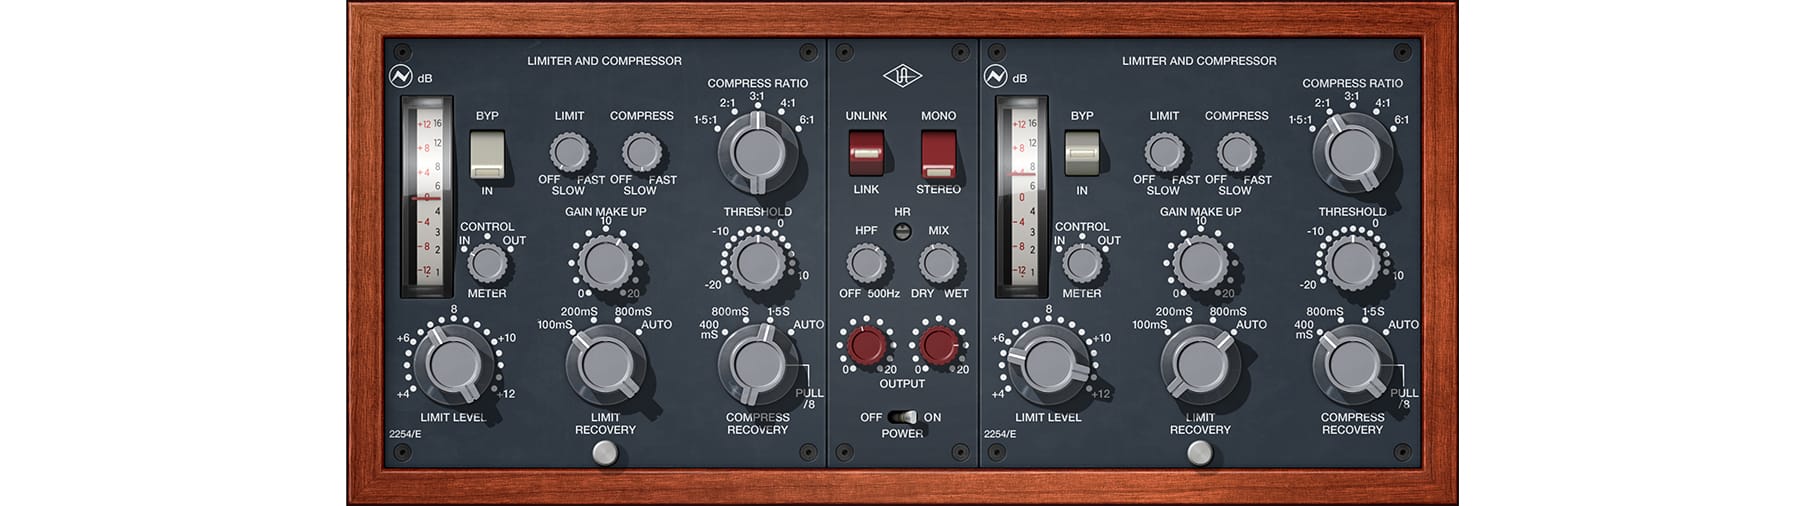 LIMITER AND COMPRESSOR
dB
COMPRESS RATIO
1·5:1 2:1 3:1 4:1 6:1
BYP
IN
LIMIT
OFF FAST
SLOW
COMPRESS
OFF FAST
SLOW
+12 16
12
+8
8
+4
6
0
4
-4
3
-8 2
-12 1
CONTROL
IN OUT
METER
GAIN MAKE UP
10
0 20
THRESHOLD
-10 0
-20 10
8
+6 +10
+4 +12
LIMIT LEVEL
200mS 800mS
100mS AUTO
LIMIT
RECOVERY
800mS 1·5S
400
mS
AUTO
PULL
/8
COMPRESS
RECOVERY
2254/E
UA
UNLINK
LINK
MONO
STEREO
HR
HPF
OFF 500Hz
MIX
DRY WET
0 20
0 20
OUTPUT
OFF ON
POWER
LIMITER AND COMPRESSOR
dB
COMPRESS RATIO
1·5:1 2:1 3:1 4:1 6:1
BYP
IN
LIMIT
OFF FAST
SLOW
COMPRESS
OFF FAST
SLOW
+12 16
12
+8
8
+4
6
0
4
-4
3
-8 2
-12 1
CONTROL
IN OUT
METER
GAIN MAKE UP
10
0 20
THRESHOLD
-10 0
-20 10
8
+6 +10
+4 +12
LIMIT LEVEL
200mS 800mS
100mS AUTO
LIMIT
RECOVERY
800mS 1·5S
400
mS
AUTO
PULL
/8
COMPRESS
RECOVERY
2254/E